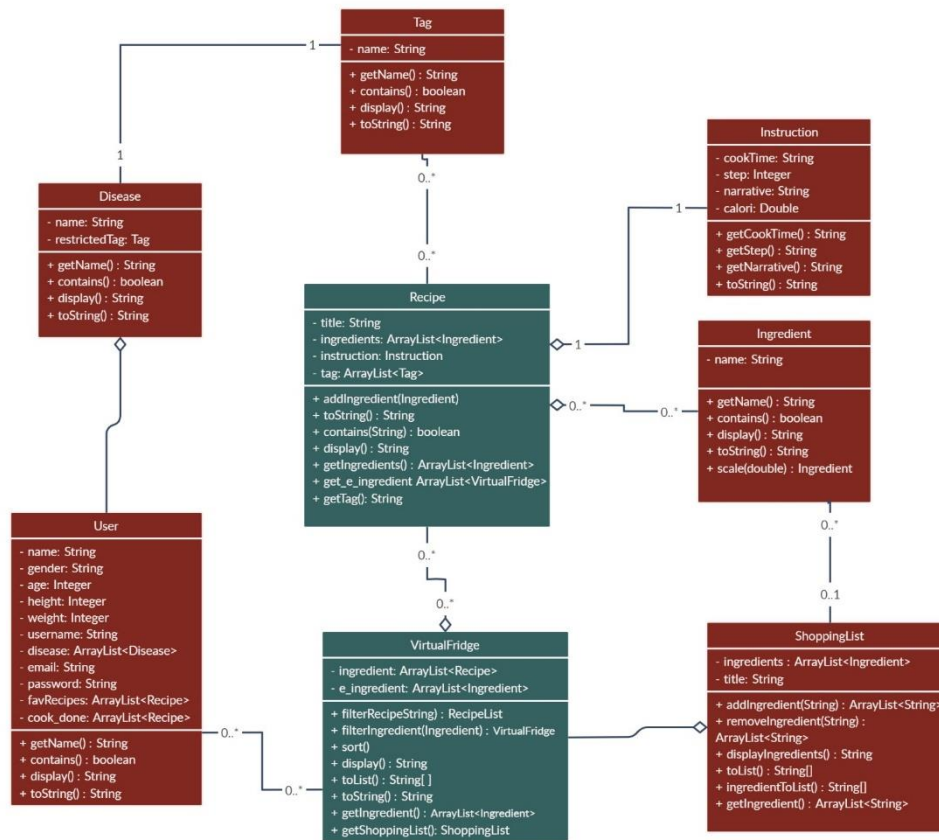 Tag
- name: String
+ getName() : String
+ contains() : boolean
+ display() : String
+ toString() : String
1
1
0..*
0..*
Disease
- name: String
- restrictedTag: Tag
+ getName() : String
+ contains() : boolean
+ display() : String
+ toString() : String
Instruction
- cookTime: String
- step: Integer
- narrative: String
- calori: Double
+ getCookTime() : String
+ getStep() : String
+ getNarrative() : String
+ toString() : String
1
1
Recipe
- title: String
- ingredients: ArrayList<Ingredient>
- instruction: Instruction
- tag: ArrayList<Tag>
+ addIngredient(Ingredient)
+ toString() : String
+ contains(String) : boolean
+ display() : String
+ getIngredients() : ArrayList<Ingredient>
+ get_e_ingredient ArrayList<VirtualFridge>
+ getTag(): String
0..*
0..*
Ingredient
- name: String
+ getName() : String
+ contains() : boolean
+ display() : String
+ toString() : String
+ scale(double) : Ingredient
0..*
0..1
0..*
0..*
User
- name: String
- gender: String
- age: Integer
- height: Integer
- weight: Integer
- username: String
- disease: ArrayList<Disease>
- email: String
- password: String
- favRecipes: ArrayList<Recipe>
- cook_done: ArrayList<Recipe>
+ getName() : String
+ contains() : boolean
+ display() : String
+ toString() : String
0..*
0..*
VirtualFridge
- ingredient: ArrayList<Recipe>
- e_ingredient: ArrayList<Ingredient>
+ filterRecipeString) : RecipeList
+ filterIngredient(Ingredient) : VirtualFridge
+ sort()
+ display() : String
+ toList() : String[ ]
+ toString() : String
+ getIngredient() : ArrayList<Ingredient>
+ getShoppingList(): ShoppingList
ShoppingList
- ingredients : ArrayList<Ingredient>
- title: String
+ addIngredient(String) : ArrayList<String>
+ removeIngredient(String) :
ArrayList<String>
+ displayIngredients() : String
+ toList() : String[]
+ ingredientToList() : String[]
+ getIngredient() : ArrayList<String>